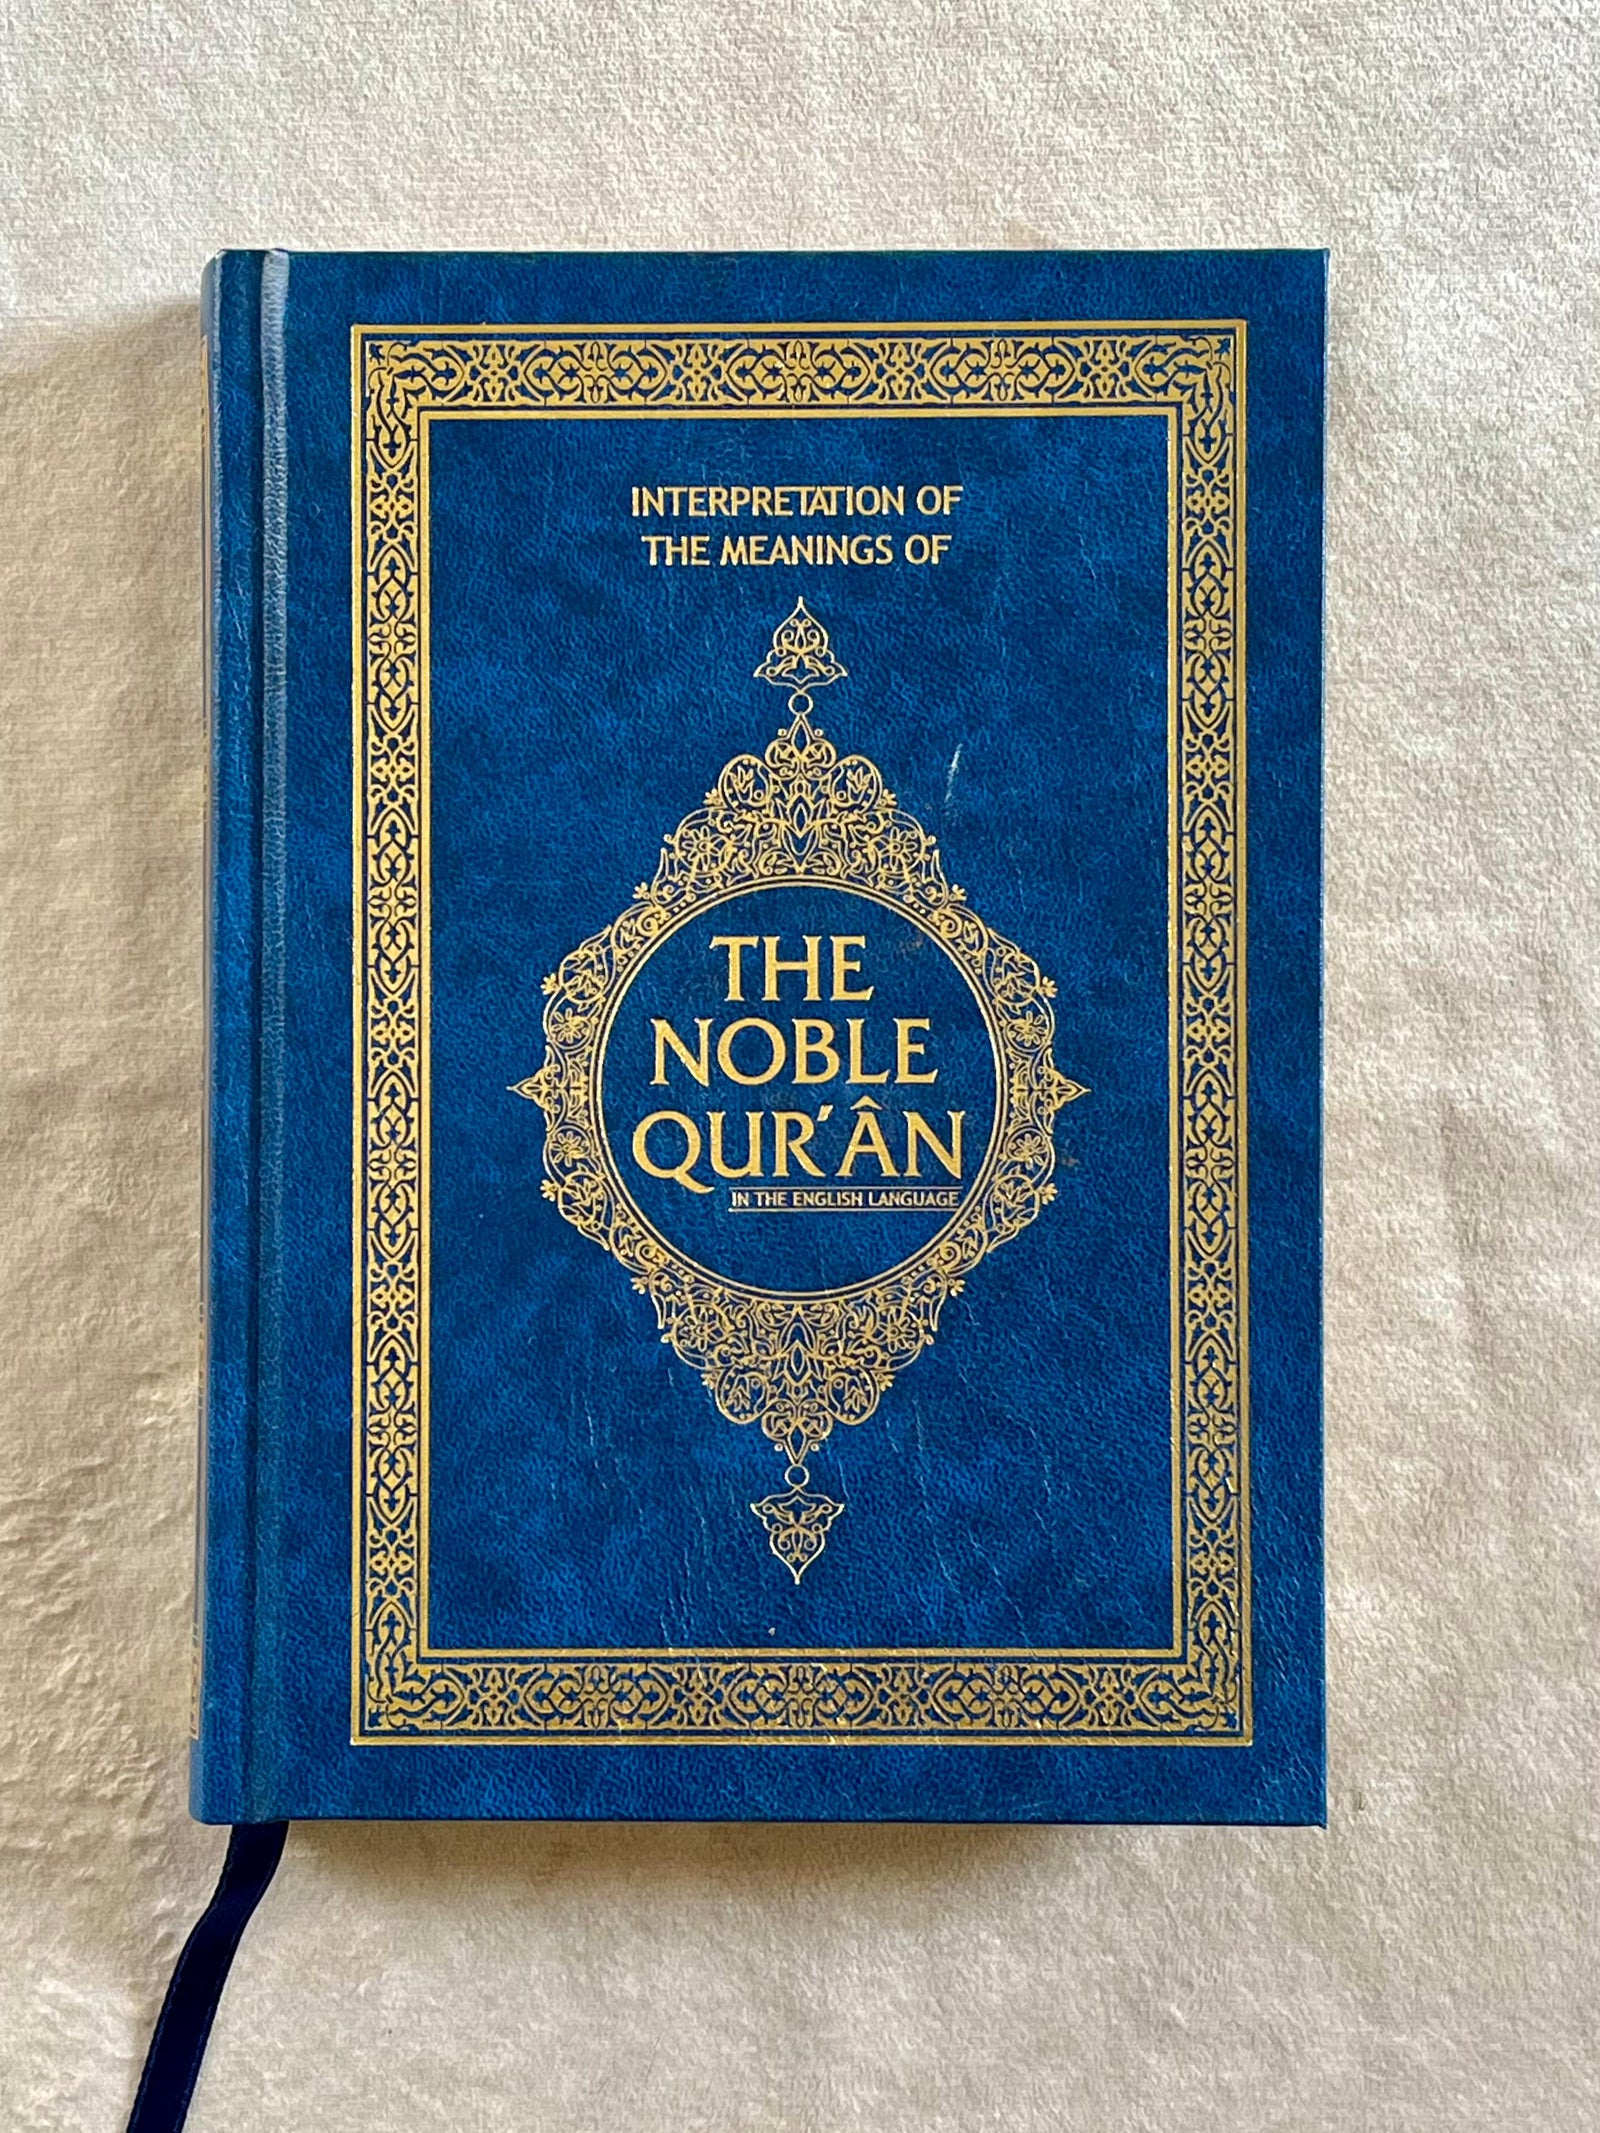 INTERPRETATION OF
THE MEANINGS OF
THE
NOBLE
QUR'ÂN
IN THE ENGLISH LANGUAGE